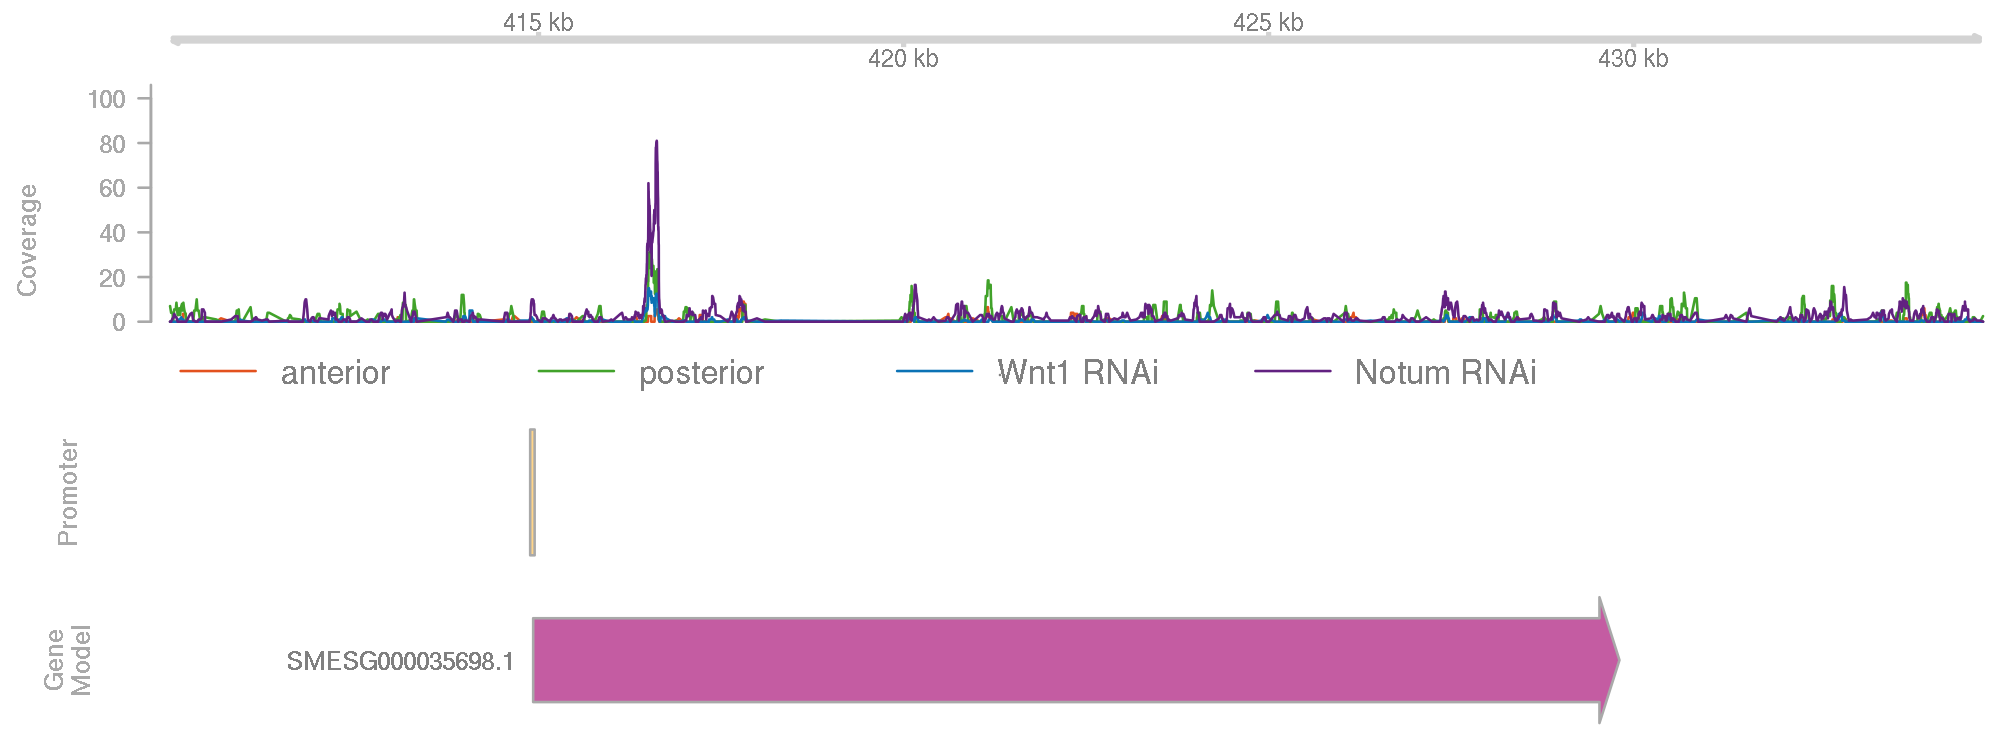 415 kb
425 kb
420 kb
430 kb
Coverage
100
80
60
40
20
0
anterior
posterior
Wnt1 RNAi
Notum RNAi
Promoter
Gene
Model
SMESG000035698.1